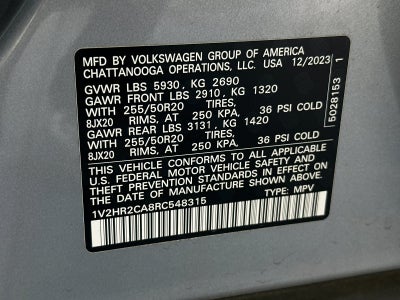 MFD BY VOLKSWAGEN GROUP OF AMERICA
CHATTANOOGA OPERATIONS, LLC. USA 12/2023
GVWR LBS 5930, KG 2690
GAWR FRONT LBS 2910, KG 1320
WITH 255/50R20 TIRES,
8JX20 RIMS, AT 250 KPA, 36 PSI COLD
GAWR REAR LBS 3131, KG 1420
WITH 255/50R20 TIRES,
8JX20 RIMS, AT 250 KPA. 36 PSI COLD
THIS VEHICLE CONFORMS TO ALL APPLICABLE
U.S. FEDERAL MOTOR VEHICLE SAFETY STANDARDS IN EFFECT ON
THE DATE OF MANUFACTURE SHOWN ABOVE.
1V2HR2CA8RC548315 TYPE: MPV
5028153 1